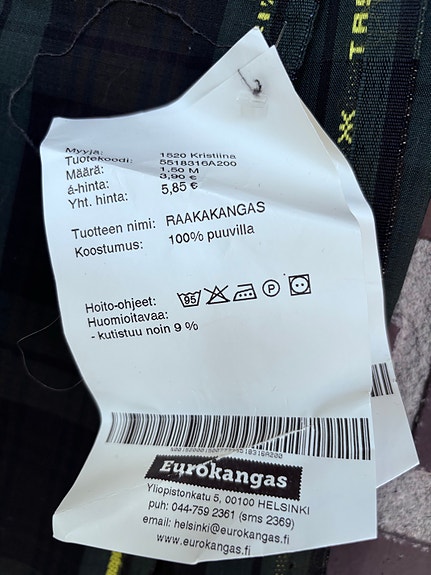 Myyjä: 1520 Kristiina
Tuotekoodi: 5518316A200
Määrä: 1,50 M
á-hinta: 3,90 €
Yht. hinta: 5,85 €
Tuotteen nimi: RAAKAKANGAS
Koostumus: 100% puuvilla
Hoito-ohjeet: 95 P
Huomioitavaa:
- kutistuu noin 9 %
Eurokangas
Yliopistonkatu 5, 00100 HELSINKI
puh: 044-759 2361 (sms 2369)
email: helsinki@eurokangas.fi
www.eurokangas.fi